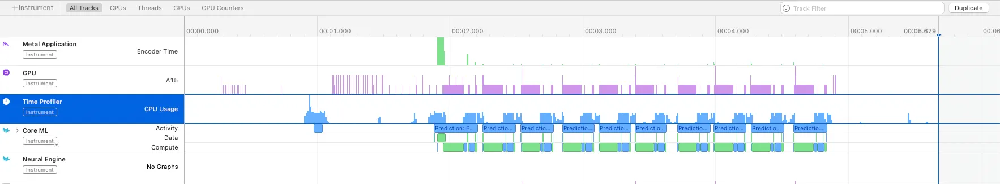 + Instrument All Tracks CPUs Threads GPUs GPU Counters Track Filter Duplicate
00:00.000 00:01.000 00:02.000 00:03.000 00:04.000 00:05.000 00:05.679 00:06
Metal Application
Instrument
Encoder Time
GPU
Instrument
A15
Time Profiler
Instrument
CPU Usage
Core ML
Instrument
Activity
Prediction: E... Predictio... Predictio... Predictio... Predictio... Predictio... Predictio... Predictio... Predictio... Predictio...
Data
Compute
Neural Engine
Instrument
No Graphs